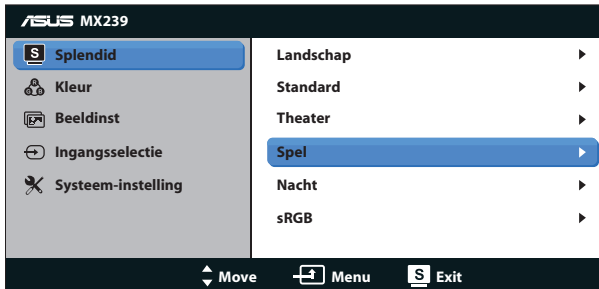 ASUS MX239
S Splendid
Kleur
Beeldinst
Ingangsselectie
Systeem-instelling
Landschap
Standard
Theater
Spel
Nacht
sRGB
Move Menu S Exit